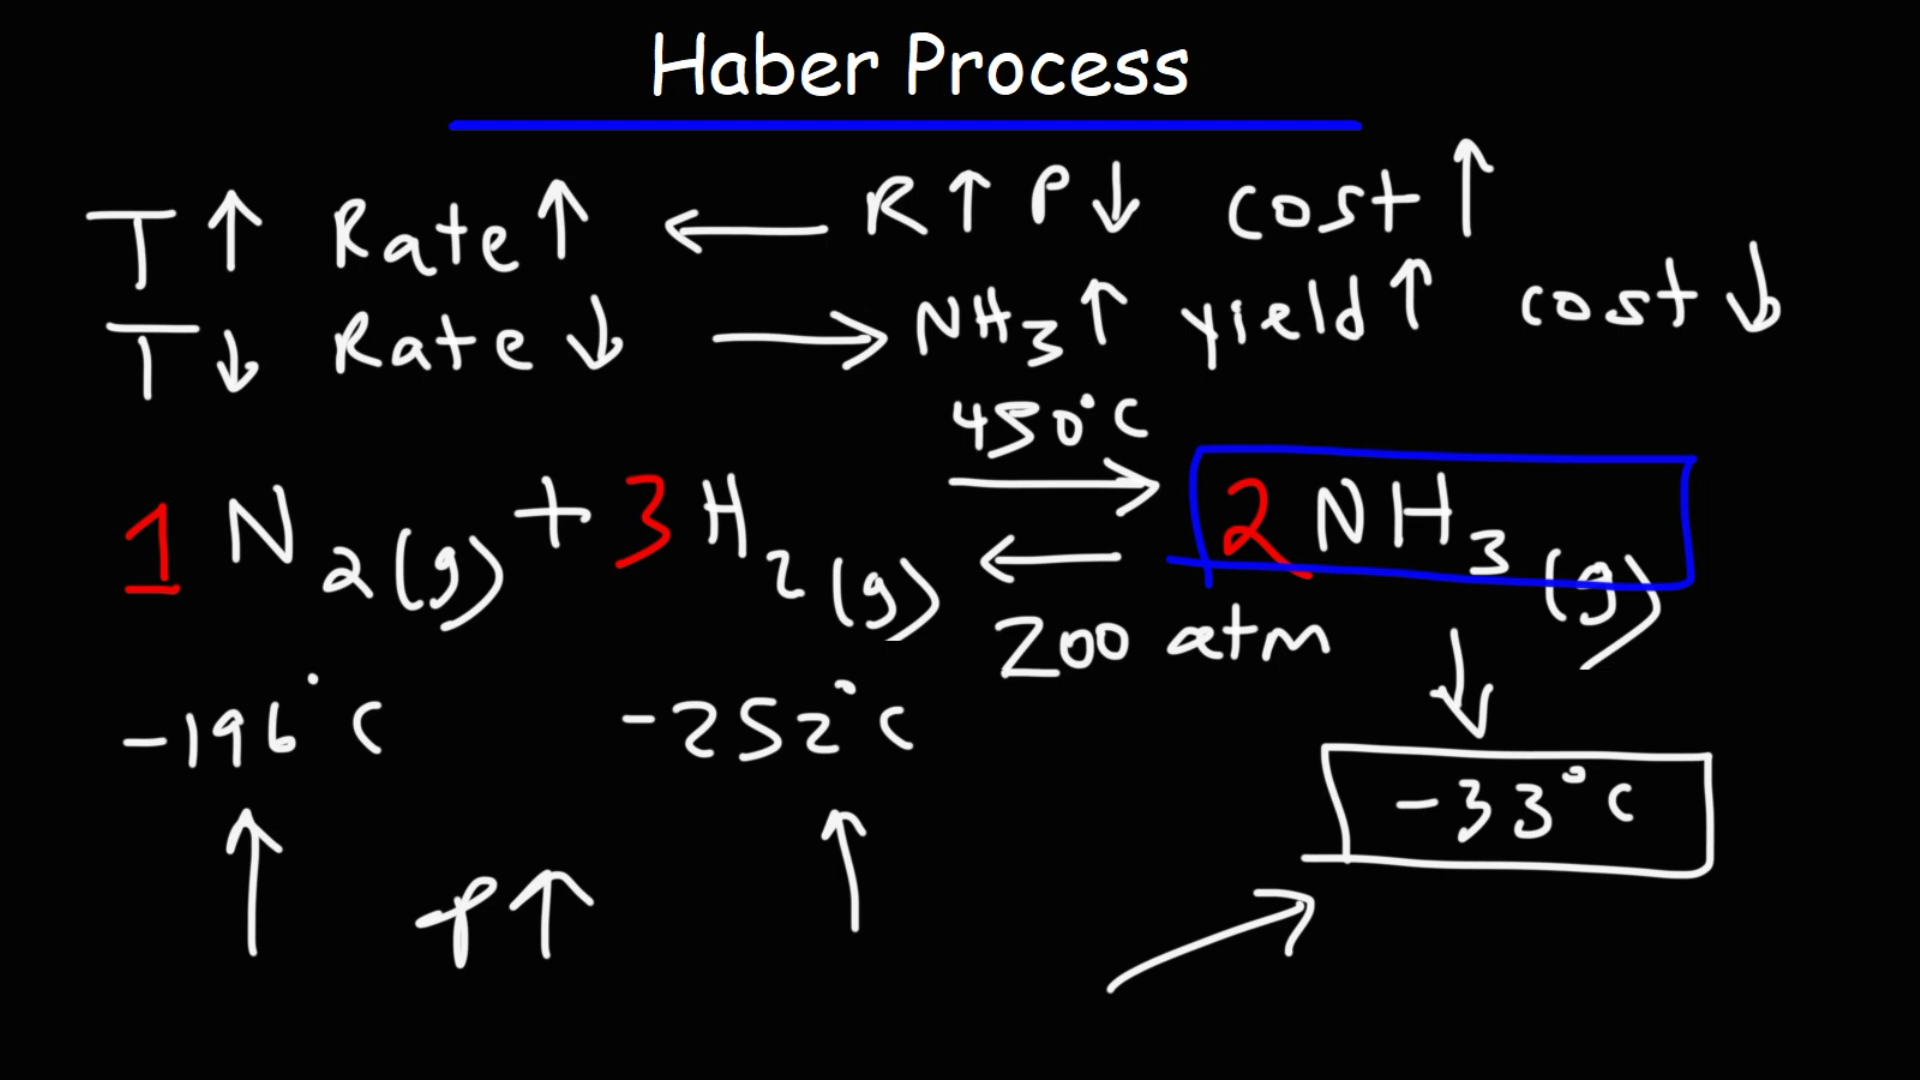 Haber Process
T↑ Rate↑ ← R↑ P↓ cost↑
T↓ Rate↓ → NH₃↑ yield↑ cost↓
450°C
1 N₂(g) + 3 H₂(g) ⇄ 2 NH₃(g)
200 atm
↓
-196°C -252°C -33°C
↑ P↑ ↑ →